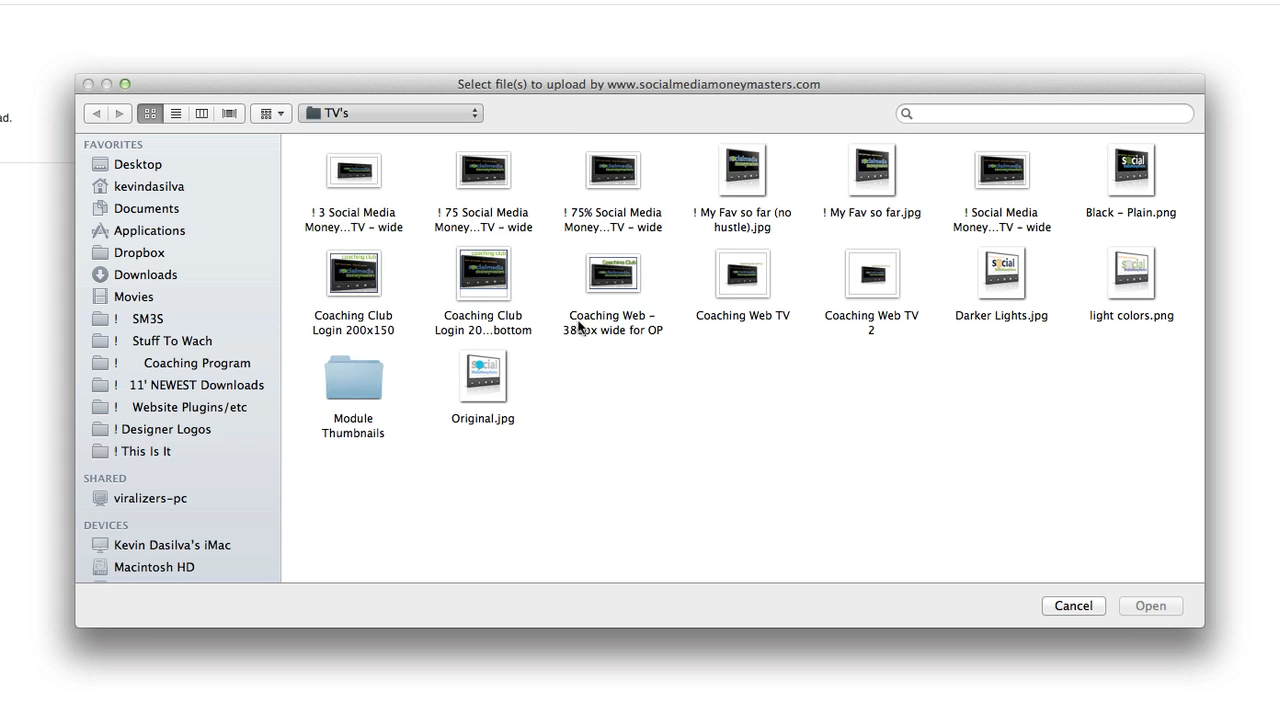 Select file(s) to upload by www.socialmediamoneymasters.com
TV's
ad.
FAVORITES
Desktop
kevindasilva
Documents
Applications
Dropbox
Downloads
Movies
! SM3S
! Stuff To Wach
! Coaching Program
! 11' NEWEST Downloads
! Website Plugins/etc
! Designer Logos
! This Is It
SHARED
viralizers-pc
DEVICES
Kevin Dasilva's iMac
Macintosh HD
! 3 Social Media
Money...TV - wide
! 75 Social Media
Money...TV - wide
! 75% Social Media
Money...TV - wide
! My Fav so far (no
hustle).jpg
! My Fav so far.jpg
! Social Media
Money...TV - wide
Black - Plain.png
Coaching Club
Login 200x150
Coaching Club
Login 20...bottom
Coaching Web -
wide for OP
Coaching Web TV
Coaching Web TV
2
Darker Lights.jpg
light colors.png
Module
Thumbnails
Original.jpg
Cancel
Open